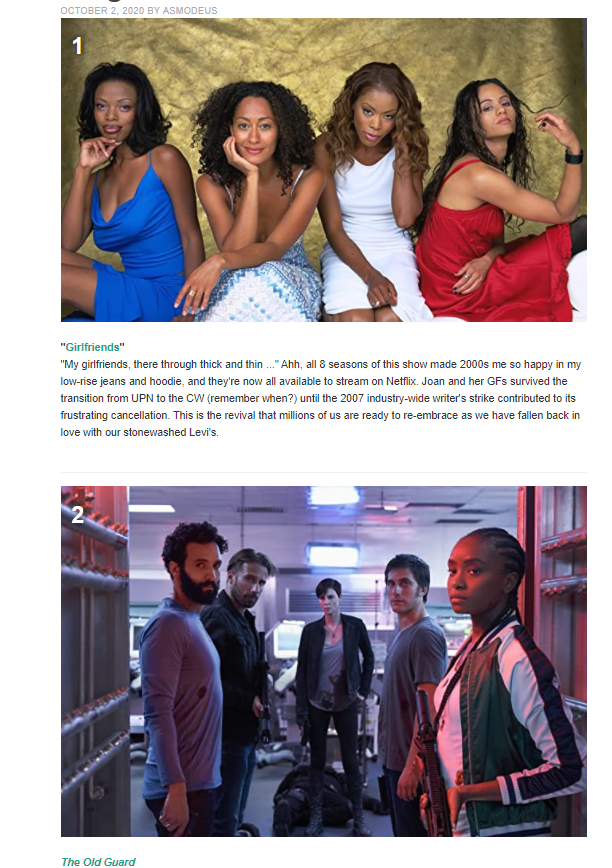 OCTOBER 2, 2020 BY ASMODEUS
1
"Girlfriends"
"My girlfriends, there through thick and thin ..." Ahh, all 8 seasons of this show made 2000s me so happy in my
low-rise jeans and hoodie, and they're now all available to stream on Netflix. Joan and her GFs survived the
transition from UPN to the CW (remember when?) until the 2007 industry-wide writer's strike contributed to its
frustrating cancellation. This is the revival that millions of us are ready to re-embrace as we have fallen back in
love with our stonewashed Levi's.
2
The Old Guard